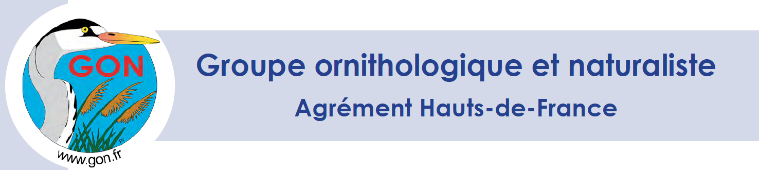 GON
www.gon.fr
Groupe ornithologique et naturaliste
Agrément Hauts-de-France